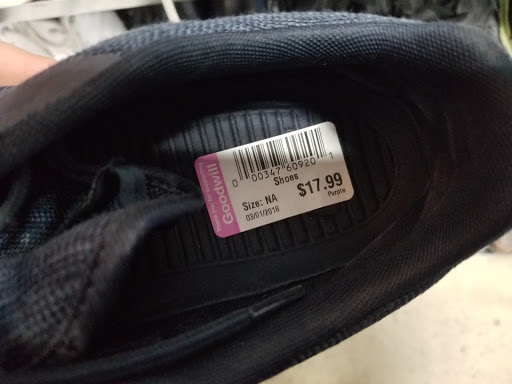 Goodwill
0 00347 60920 1
Shoes
$17.99
Size: NA
Purple
03/01/2018